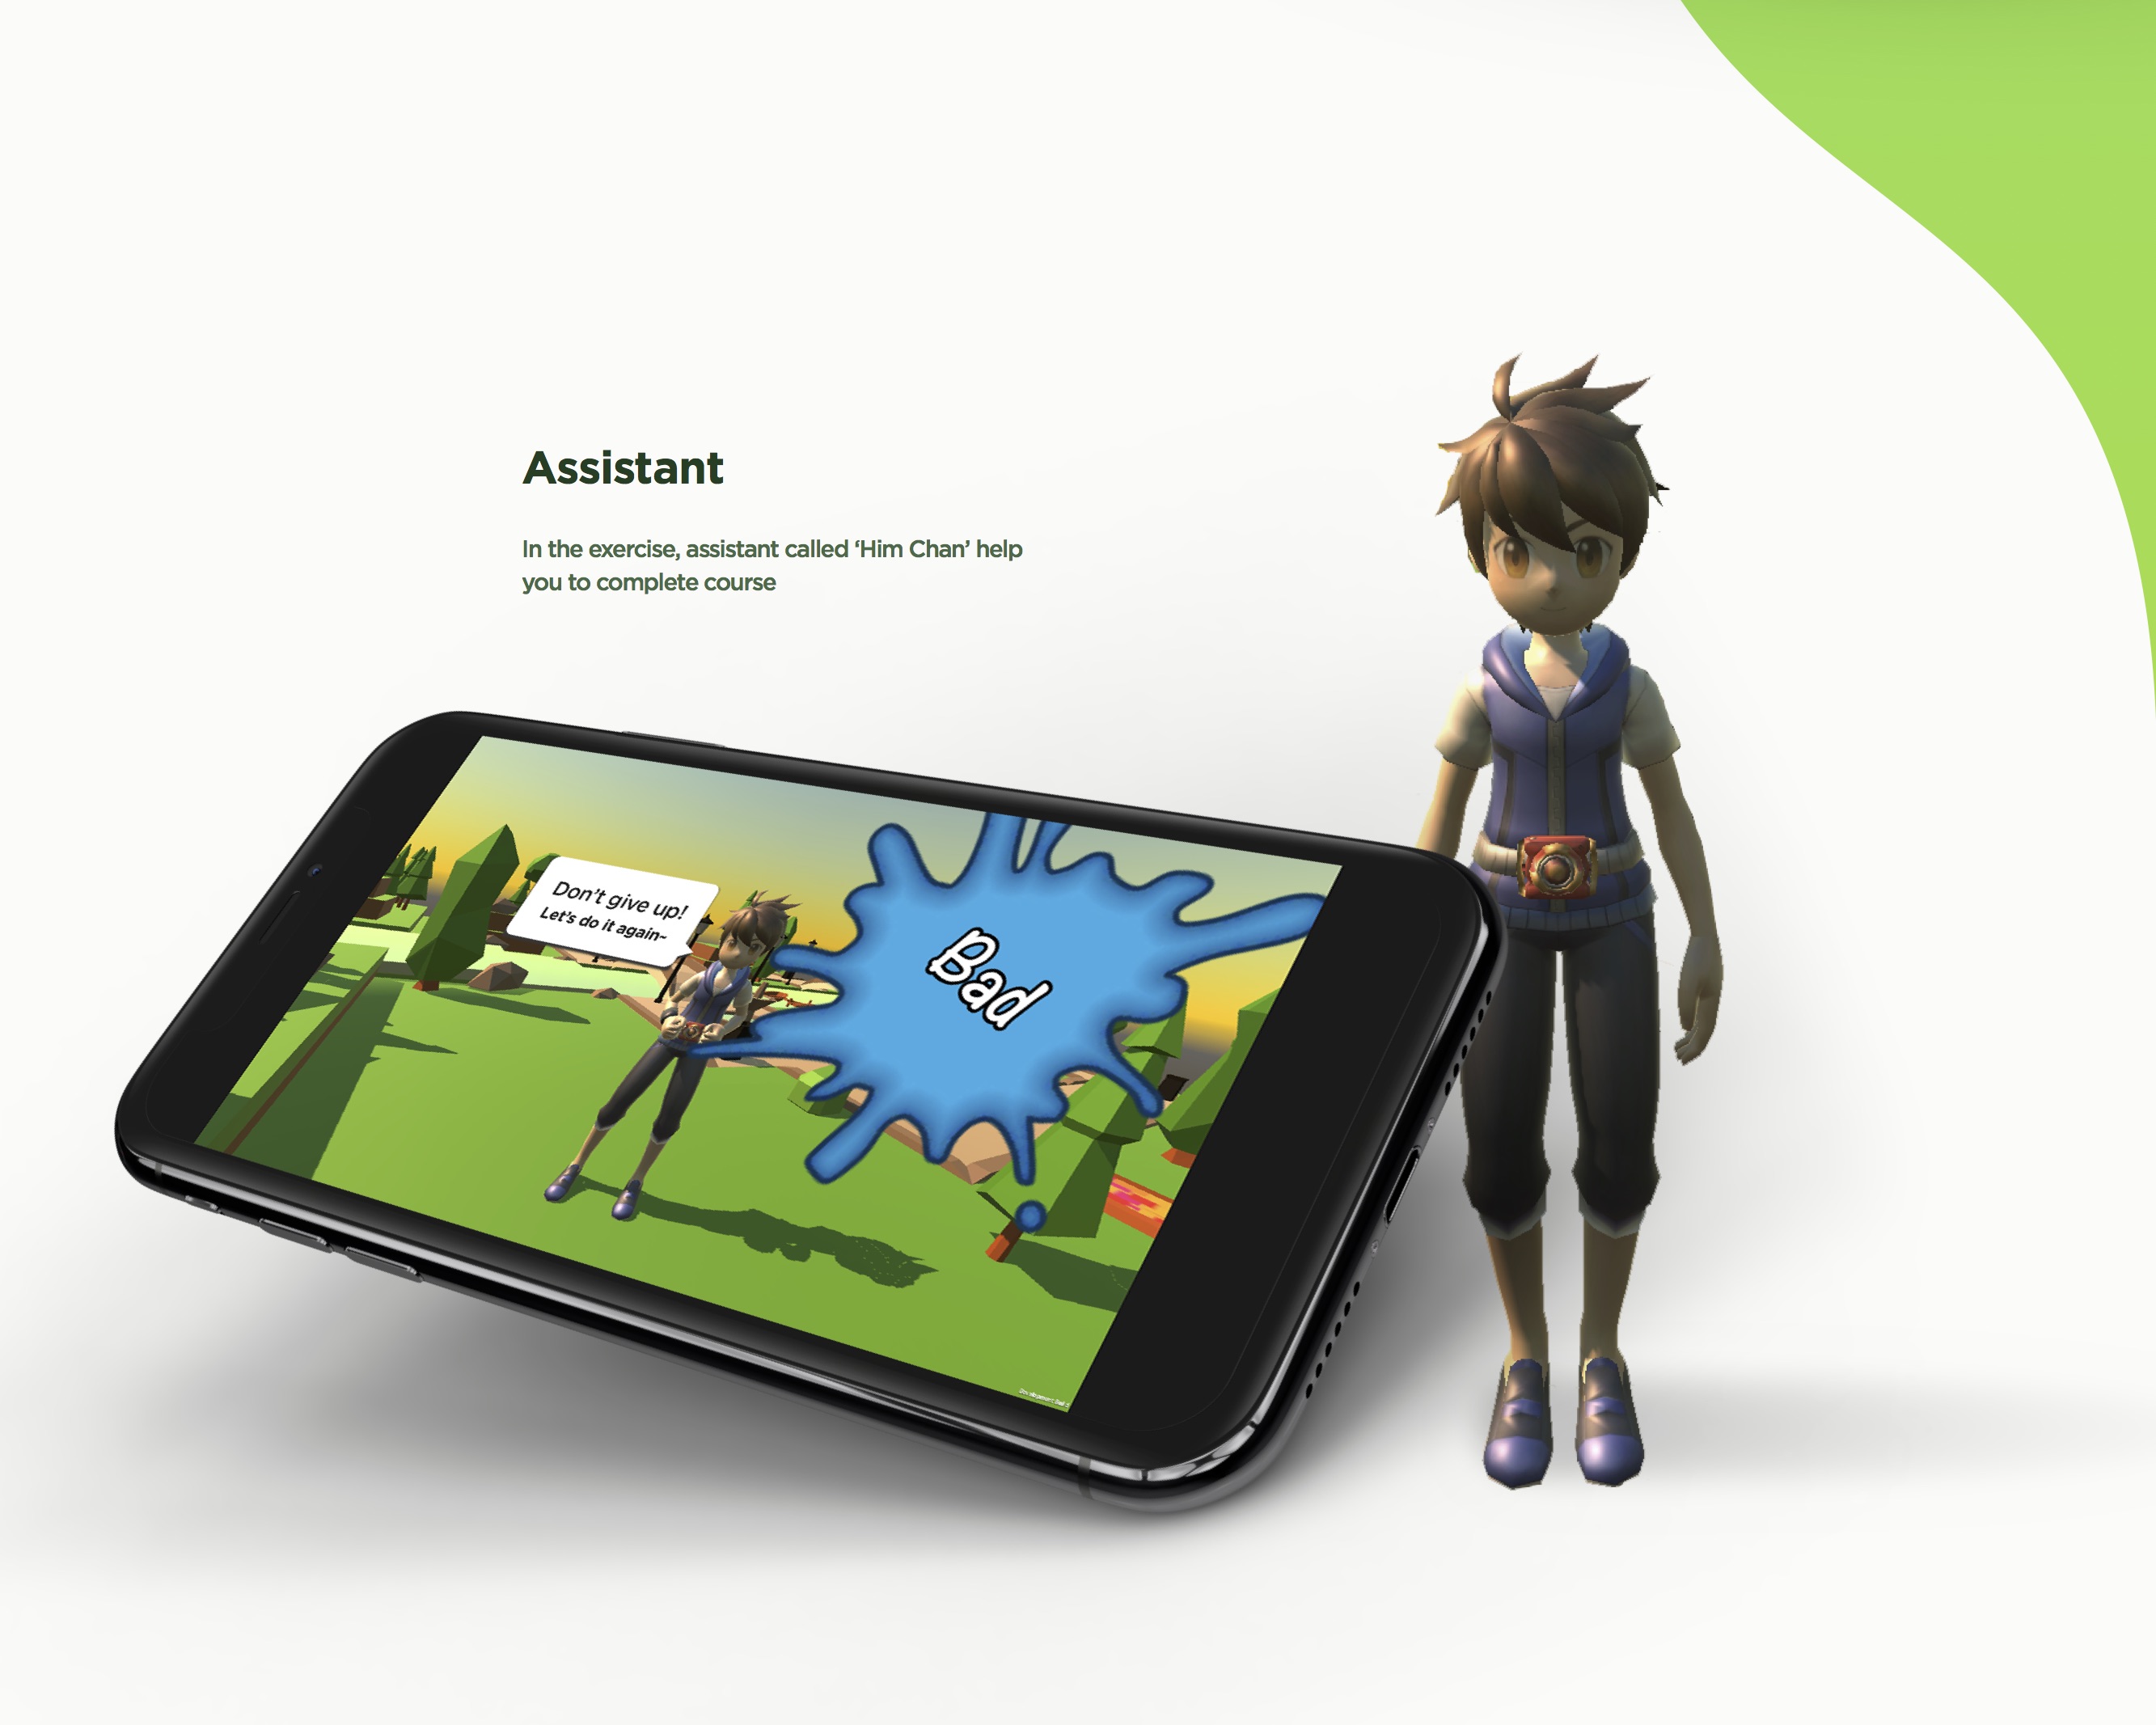 Assistant
In the exercise, assistant called ‘Him Chan’ help
you to complete course
Don't give up!
Let's do it again~
Bad